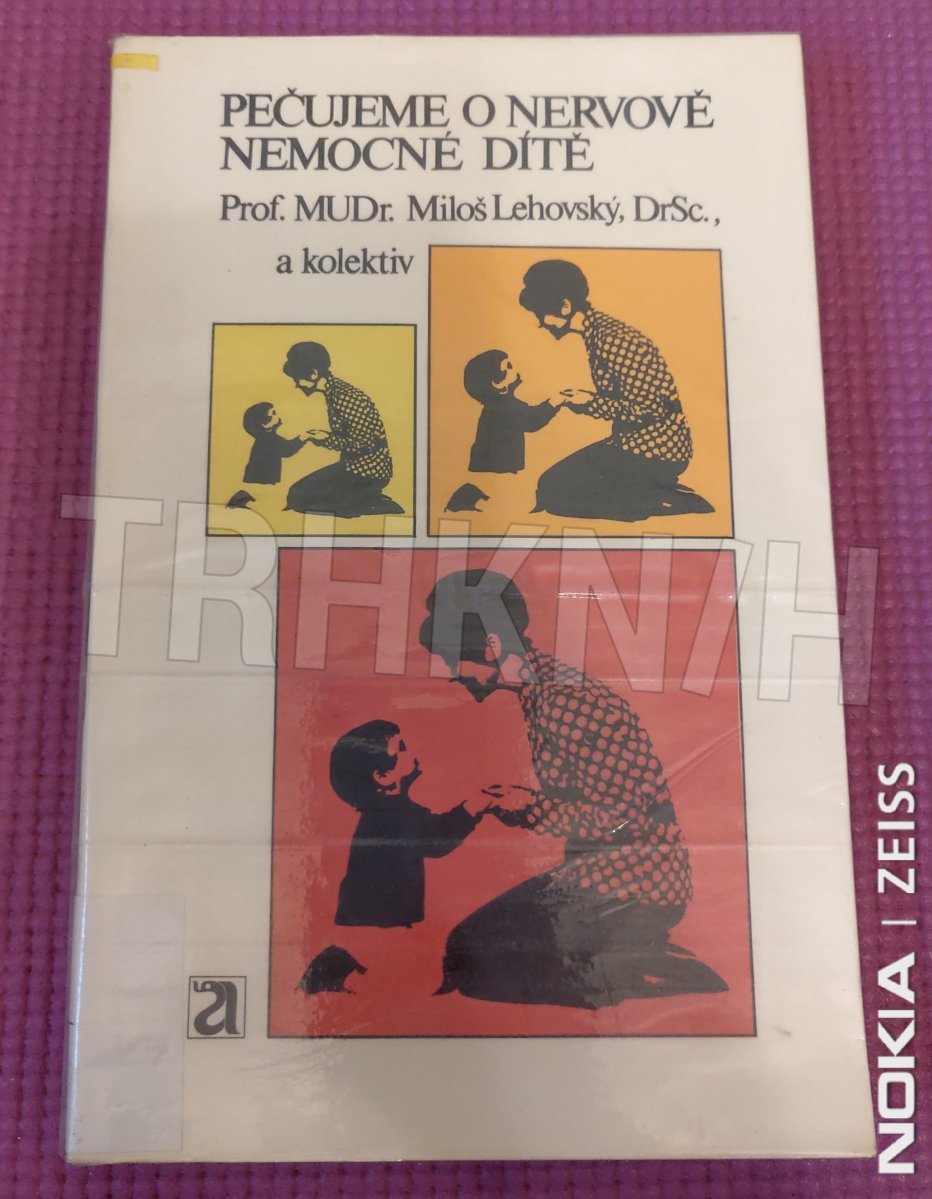 PEČUJEME O NERVOVĚ
NEMOCNÉ DÍTĚ
Prof. MUDr. Miloš Lehovský, DrSc.,
a kolektiv
TRHKNIH
NOKIA | ZEISS